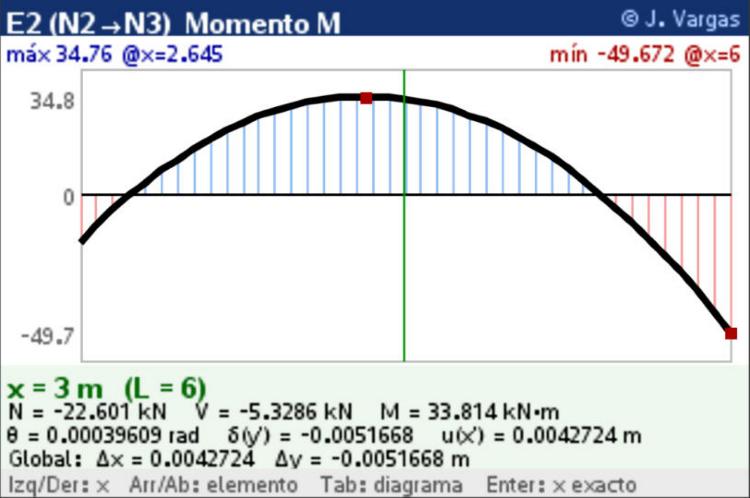 E2 (N2→N3) Momento M © J. Vargas
máx 34.76 @x=2.645 mín -49.672 @x=6
34.8
0
-49.7
x = 3 m (L = 6)
N = -22.601 kN V = -5.3286 kN M = 33.814 kN·m
θ = 0.00039609 rad δ(y') = -0.0051668 u(x') = 0.0042724 m
Global: Δx = 0.0042724 Δy = -0.0051668 m
Izq/Der: x Arr/Ab: elemento Tab: diagrama Enter: x exacto